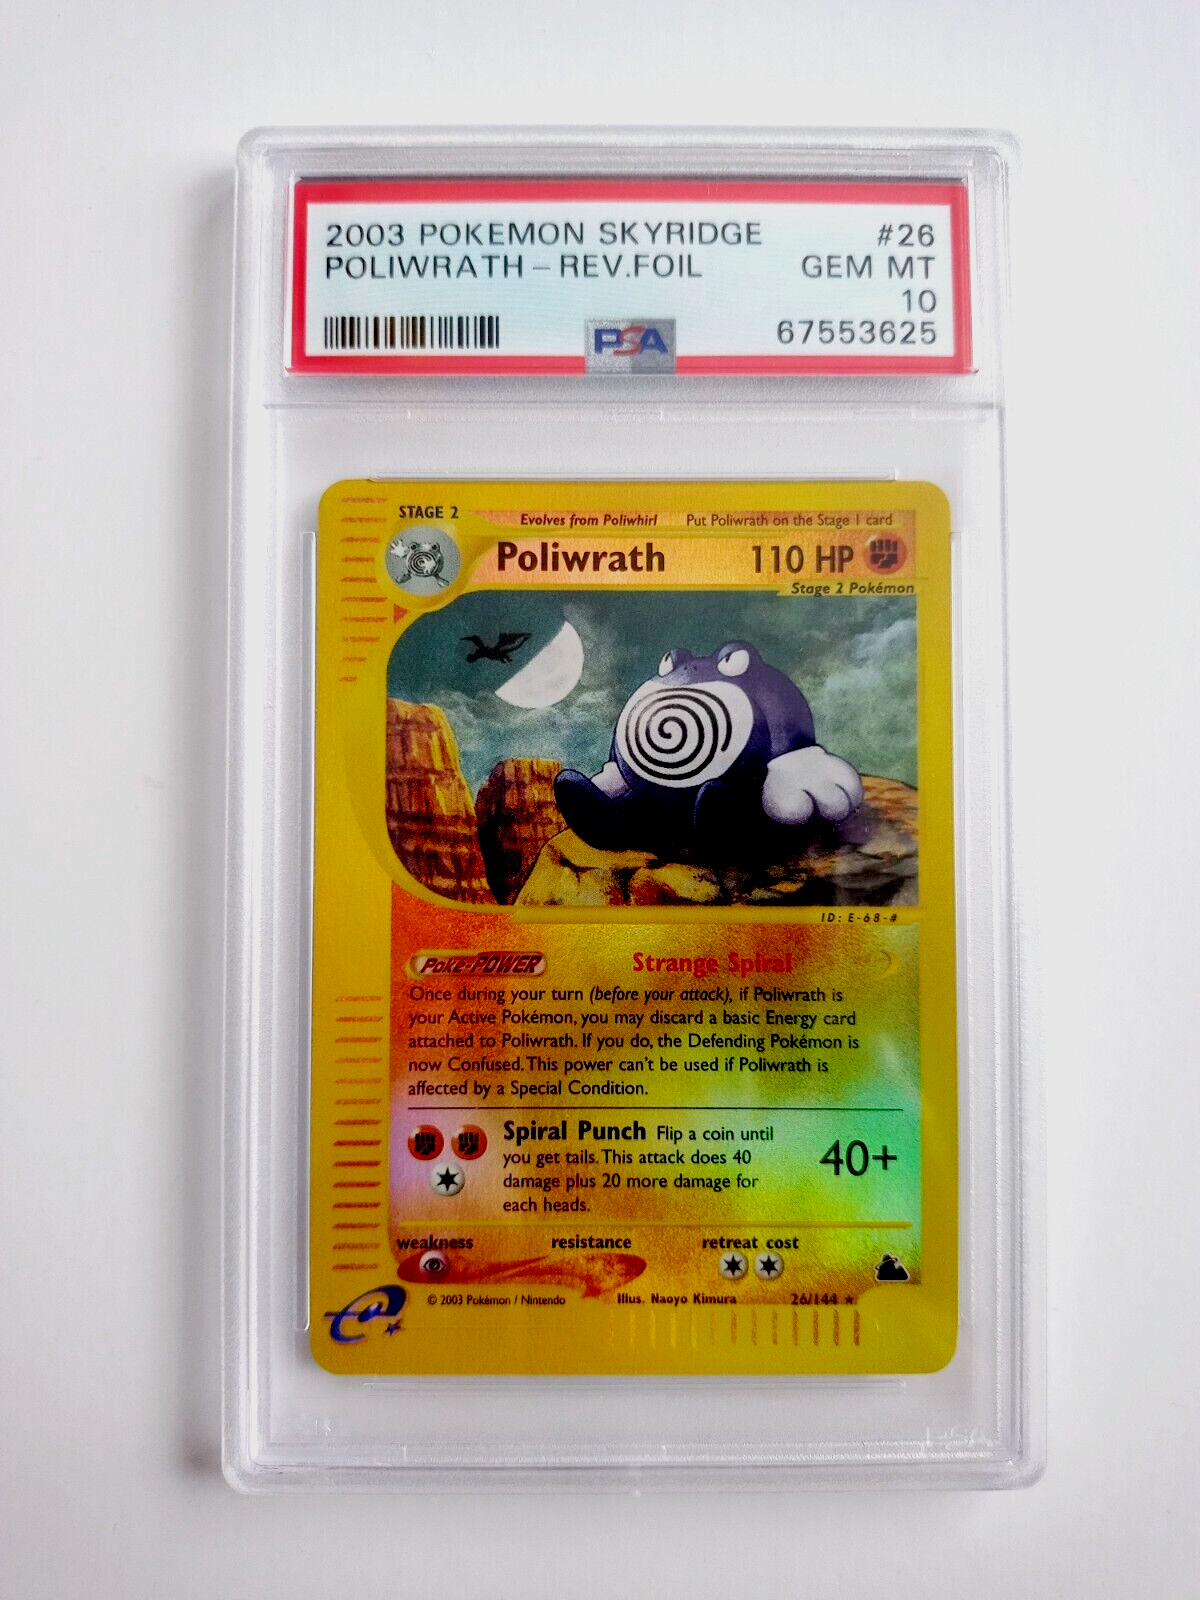 2003 POKEMON SKYRIDGE #26
POLIWRATH - REV.FOIL GEM MT
10
67553625
PSA
STAGE 2 Evolves from Poliwhirl Put Poliwrath on the Stage 1 card
Poliwrath 110 HP
Stage 2 Pokémon
ID: E-68-#
Poké-POWER Strange Spiral
Once during your turn (before your attack), if Poliwrath is
your Active Pokémon, you may discard a basic Energy card
attached to Poliwrath. If you do, the Defending Pokémon is
now Confused. This power can't be used if Poliwrath is
affected by a Special Condition.
Spiral Punch Flip a coin until
you get tails. This attack does 40
damage plus 20 more damage for
each heads.
40+
weakness resistance retreat cost
© 2003 Pokémon / Nintendo Illus. Naoyo Kimura 26/144 ★
e
PSA